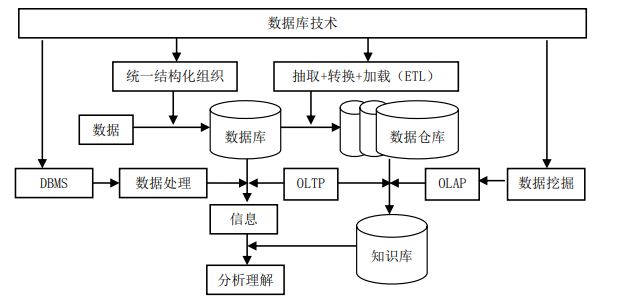 数据库技术
统一结构化组织
抽取+转换+加载（ETL）
数据
数据库
数据仓库
DBMS
数据处理
OLTP
OLAP
数据挖掘
信息
知识库
分析理解